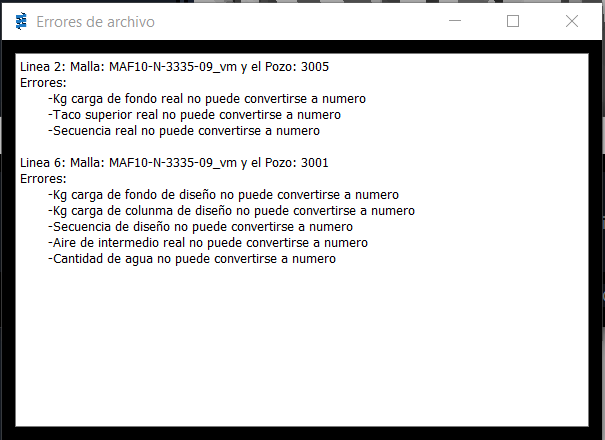 Errores de archivo
Linea 2: Malla: MAF10-N-3335-09_vm y el Pozo: 3005
Errores:
-Kg carga de fondo real no puede convertirse a numero
-Taco superior real no puede convertirse a numero
-Secuencia real no puede convertirse a numero
Linea 6: Malla: MAF10-N-3335-09_vm y el Pozo: 3001
Errores:
-Kg carga de fondo de diseño no puede convertirse a numero
-Kg carga de colunma de diseño no puede convertirse a numero
-Secuencia de diseño no puede convertirse a numero
-Aire de intermedio real no puede convertirse a numero
-Cantidad de agua no puede convertirse a numero